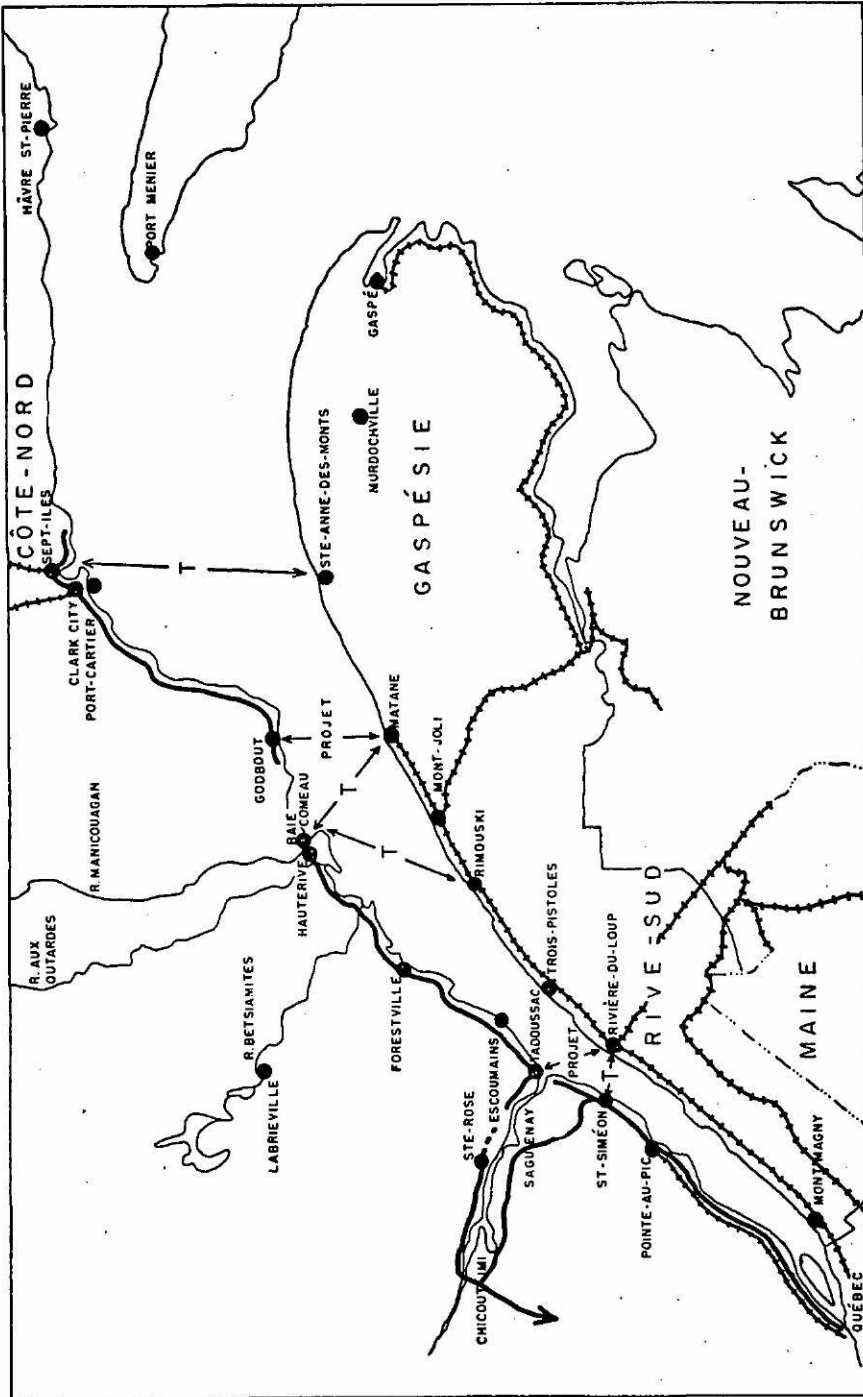 HÂVRE ST-PIERRE
PORT MENIER
CÔTE-NORD
SEPT-ILES
CLARK CITY
PORT-CARTIER
T
STE-ANNE-DES-MONTS
MURDOCHVILLE
GASPÉ
GASPÉSIE
GODBOUT
PROJET
MATANE
R. MANICOUAGAN
R. AUX
OUTARDES
BAIE
COMEAU
HAUTERIVE
T
T
MONT-JOLI
RIMOUSKI
NOUVEAU-
BRUNSWICK
R. BETSIAMITES
LABRIEVILLE
FORESTVILLE
ESCOUMAINS
TADOUSSAC
TROIS-PISTOLES
PROJET
RIVIÈRE-DU-LOUP
RIVE-SUD
T
STE-ROSE
SAGUENAY
ST-SIMÉON
MAINE
CHICOUTIMI
POINTE-AU-PIC
MONTMAGNY
QUÉBEC